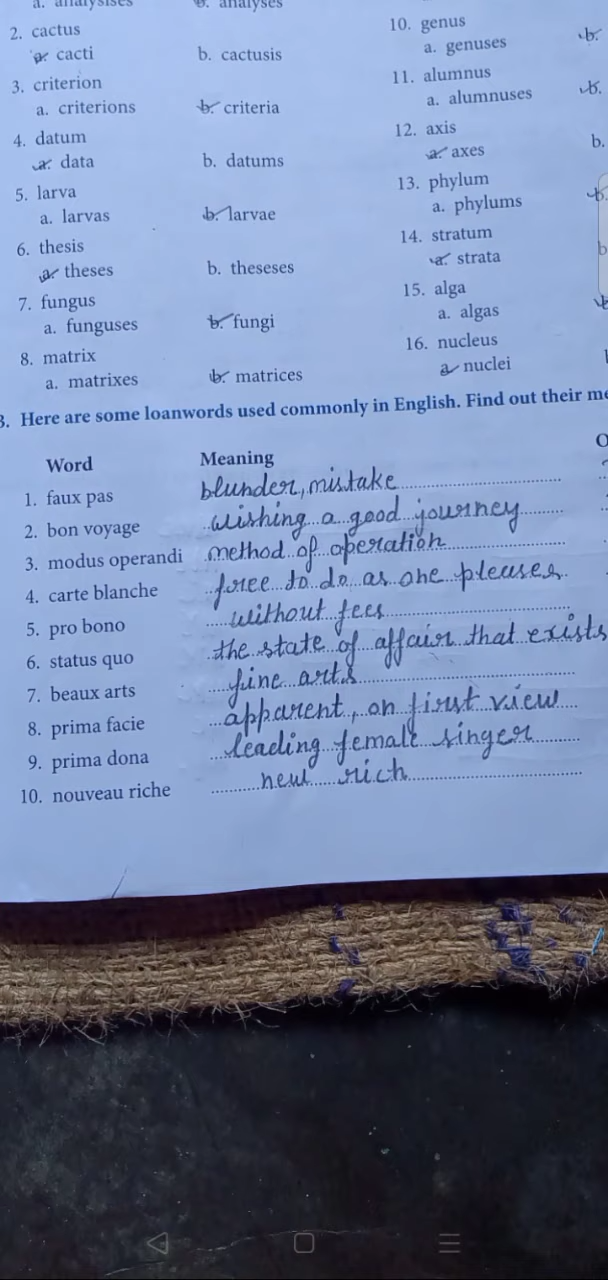 a. analysises b. analyses
2. cactus
a. cacti b. cactusis
3. criterion
a. criterions b. criteria
4. datum
a. data b. datums
5. larva
a. larvas b. larvae
6. thesis
a. theses b. theseses
7. fungus
a. funguses b. fungi
8. matrix
a. matrixes b. matrices
10. genus
a. genuses b.
11. alumnus
a. alumnuses b.
12. axis
a. axes b.
13. phylum
a. phylums b.
14. stratum
a. strata b
15. alga
a. algas
16. nucleus
a. nuclei
3. Here are some loanwords used commonly in English. Find out their me
Word Meaning O
1. faux pas blunder, mistake
2. bon voyage wishing a good journey
3. modus operandi method of operation
4. carte blanche free to do as one pleases
5. pro bono without fees
6. status quo the state of affair that exists
7. beaux arts fine arts
8. prima facie apparent, on first view
9. prima dona leading female singer
10. nouveau riche new rich